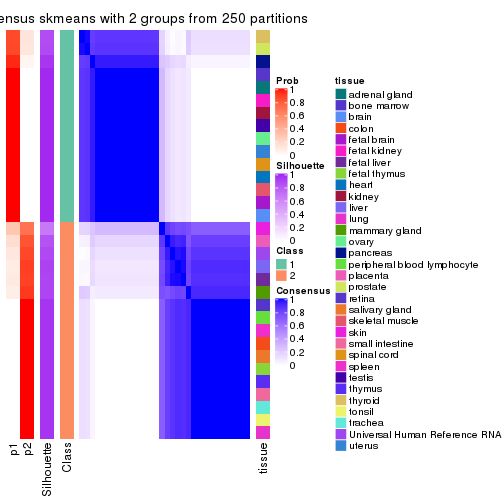 ensus skmeans with 2 groups from 250 partitions
p1
p2
Silhouette
Class
tissue
Prob
1
0.8
0.6
0.4
0.2
0
Silhouette
1
0.8
0.6
0.4
0.2
0
Class
1
2
Consensus
1
0.8
0.6
0.4
0.2
0
tissue
adrenal gland
bone marrow
brain
colon
fetal brain
fetal kidney
fetal liver
fetal thymus
heart
kidney
liver
lung
mammary gland
ovary
pancreas
peripheral blood lymphocyte
placenta
prostate
retina
salivary gland
skeletal muscle
skin
small intestine
spinal cord
spleen
testis
thymus
thyroid
tonsil
trachea
Universal Human Reference RNA
uterus